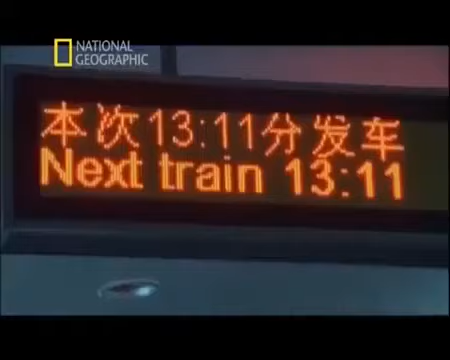 NATIONAL
GEOGRAPHIC
本次13:11分发车
Next train 13:11